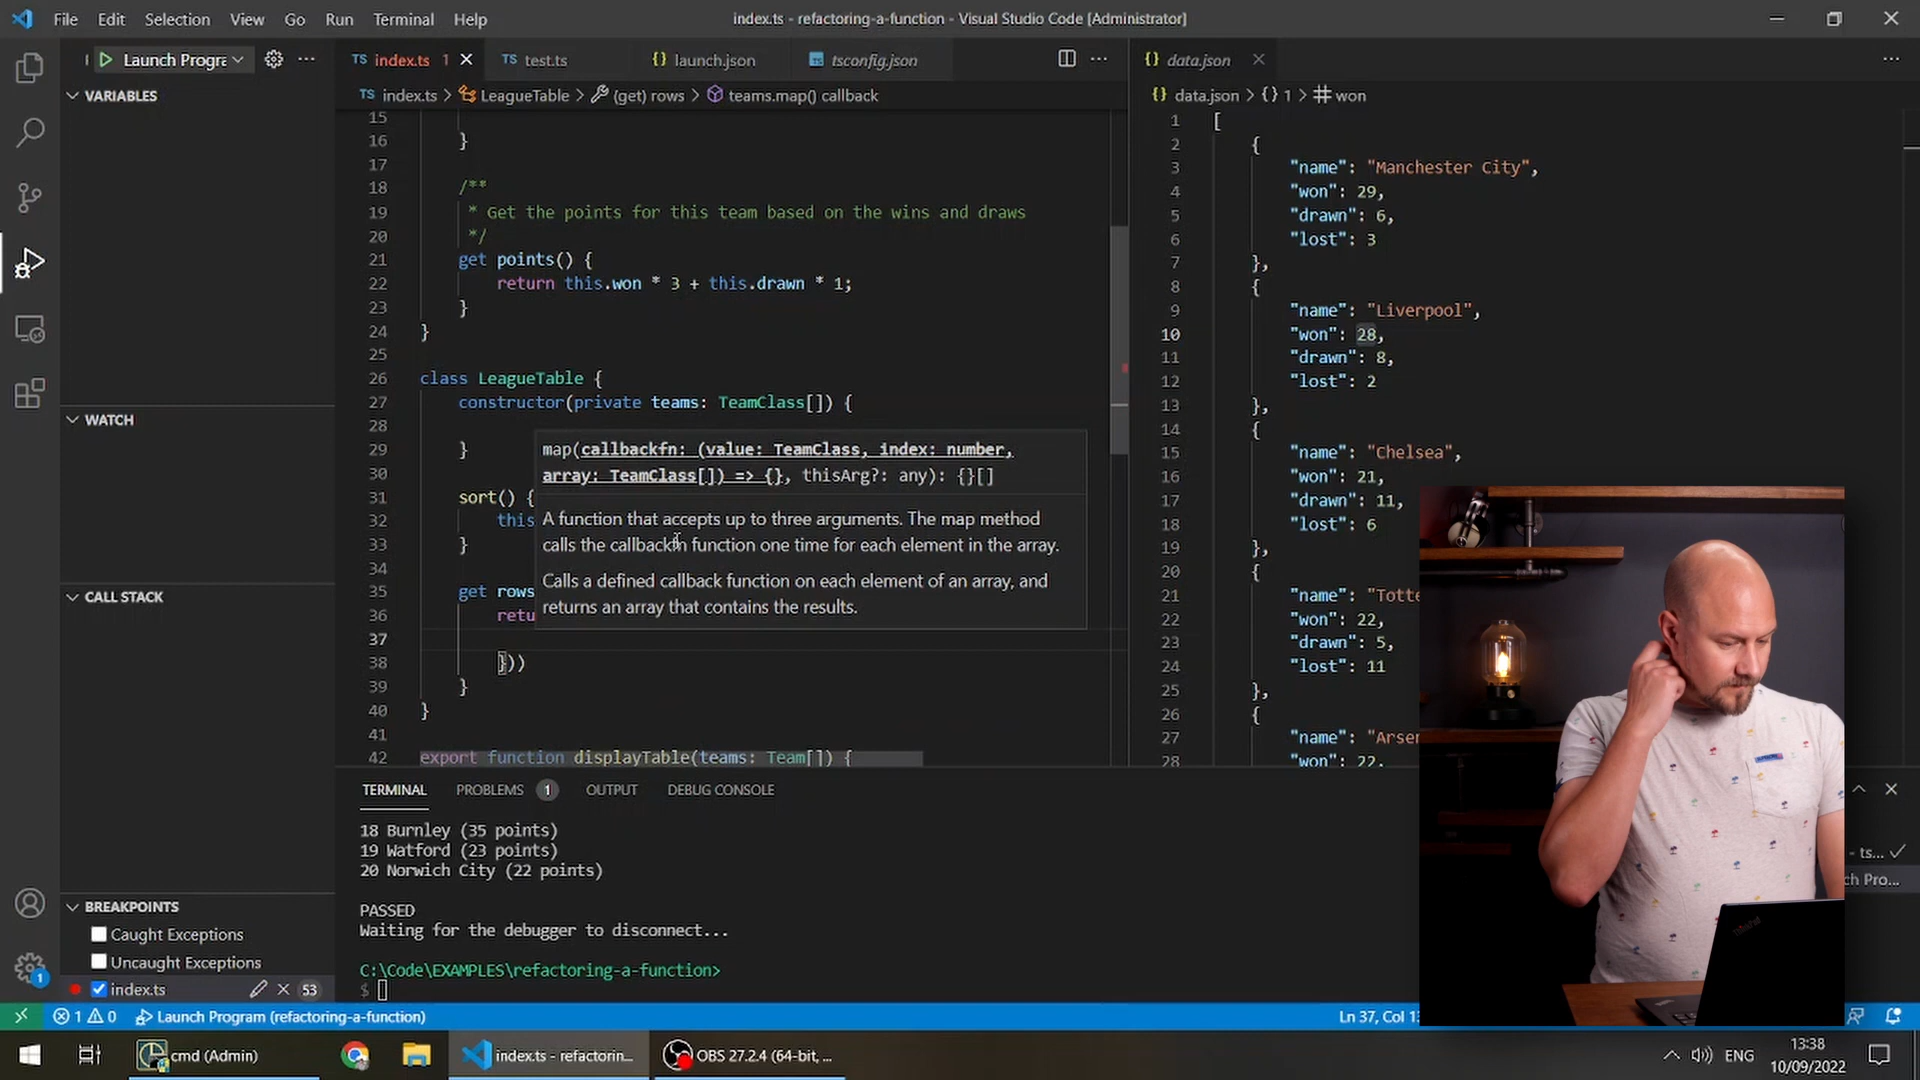 File Edit Selection View Go Run Terminal Help
index.ts - refactoring-a-function - Visual Studio Code [Administrator]
Launch Progra
VARIABLES
WATCH
CALL STACK
BREAKPOINTS
Caught Exceptions
Uncaught Exceptions
index.ts 53
TS index.ts 1
TS test.ts
{} launch.json
tsconfig.json
TS index.ts > LeagueTable > (get) rows > teams.map() callback
15
16 }
17
18 /**
19 * Get the points for this team based on the wins and draws
20 */
21 get points() {
22 return this.won * 3 + this.drawn * 1;
23 }
24 }
25
26 class LeagueTable {
27 constructor(private teams: TeamClass[]) {
28
29 }
30
31 sort() {
32 this
33 }
34
35 get rows
36 retu
37
38 }))
39 }
40 }
41
42 export function displayTable(teams: Team[]) {
map(callbackfn: (value: TeamClass, index: number,
array: TeamClass[]) => {}, thisArg?: any): {}[]
A function that accepts up to three arguments. The map method
calls the callbackfn function one time for each element in the array.
Calls a defined callback function on each element of an array, and
returns an array that contains the results.
{} data.json
{} data.json > {} 1 > # won
1 [
2 {
3 "name": "Manchester City",
4 "won": 29,
5 "drawn": 6,
6 "lost": 3
7 },
8 {
9 "name": "Liverpool",
10 "won": 28,
11 "drawn": 8,
12 "lost": 2
13 },
14 {
15 "name": "Chelsea",
16 "won": 21,
17 "drawn": 11,
18 "lost": 6
19 },
20 {
21 "name": "Totte
22 "won": 22,
23 "drawn": 5,
24 "lost": 11
25 },
26 {
27 "name": "Arsen
28 "won": 22,
TERMINAL PROBLEMS 1 OUTPUT DEBUG CONSOLE
18 Burnley (35 points)
19 Watford (23 points)
20 Norwich City (22 points)
PASSED
Waiting for the debugger to disconnect...
C:\Code\EXAMPLES\refactoring-a-function>
$
- ts...
ch Pro...
1
1 0 Launch Program (refactoring-a-function)
Ln 37, Col 1
cmd (Admin)
index.ts - refactorin...
OBS 27.2.4 (64-bit, ...
ENG
13:38
10/09/2022